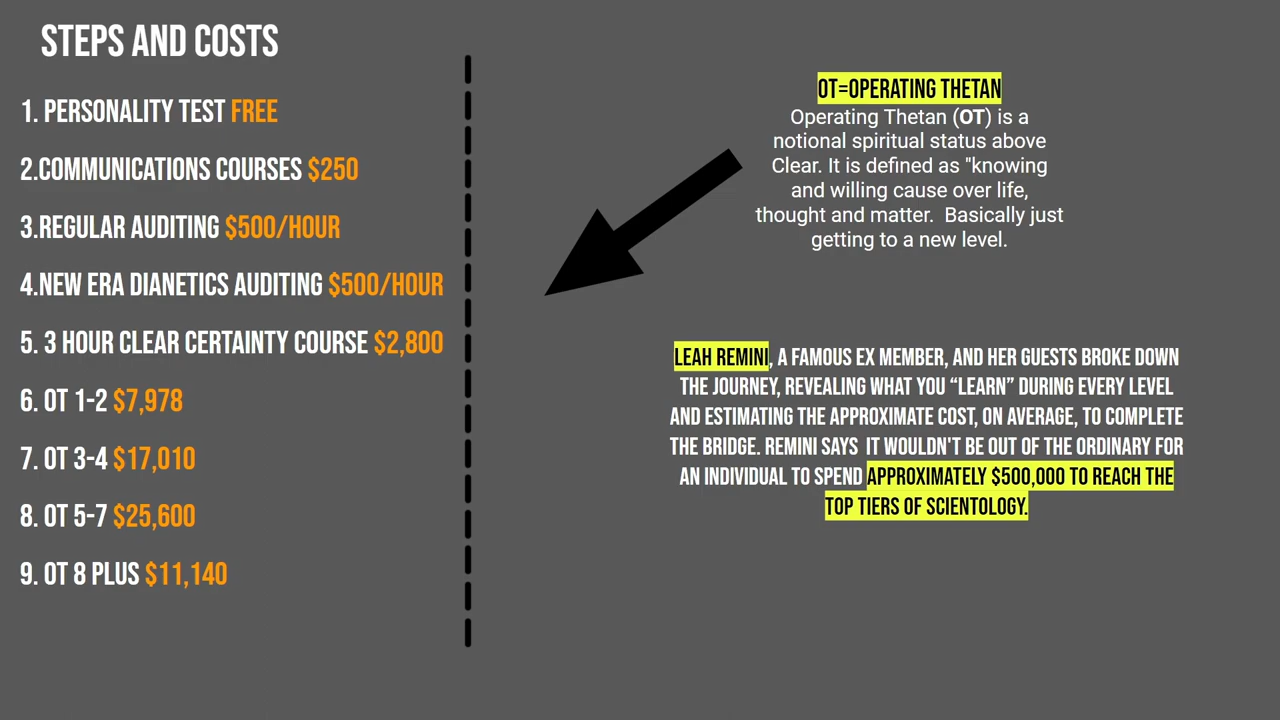 STEPS AND COSTS
1. PERSONALITY TEST FREE
2.COMMUNICATIONS COURSES $250
3.REGULAR AUDITING $500/HOUR
4.NEW ERA DIANETICS AUDITING $500/HOUR
5. 3 HOUR CLEAR CERTAINTY COURSE $2,800
6. OT 1-2 $7,978
7. OT 3-4 $17,010
8. OT 5-7 $25,600
9. OT 8 PLUS $11,140
OT=OPERATING THETAN
Operating Thetan (OT) is a
notional spiritual status above
Clear. It is defined as "knowing
and willing cause over life,
thought and matter.  Basically just
getting to a new level.
LEAH REMINI, A FAMOUS EX MEMBER, AND HER GUESTS BROKE DOWN
THE JOURNEY, REVEALING WHAT YOU “LEARN” DURING EVERY LEVEL
AND ESTIMATING THE APPROXIMATE COST, ON AVERAGE, TO COMPLETE
THE BRIDGE. REMINI SAYS  IT WOULDN'T BE OUT OF THE ORDINARY FOR
AN INDIVIDUAL TO SPEND APPROXIMATELY $500,000 TO REACH THE
TOP TIERS OF SCIENTOLOGY.